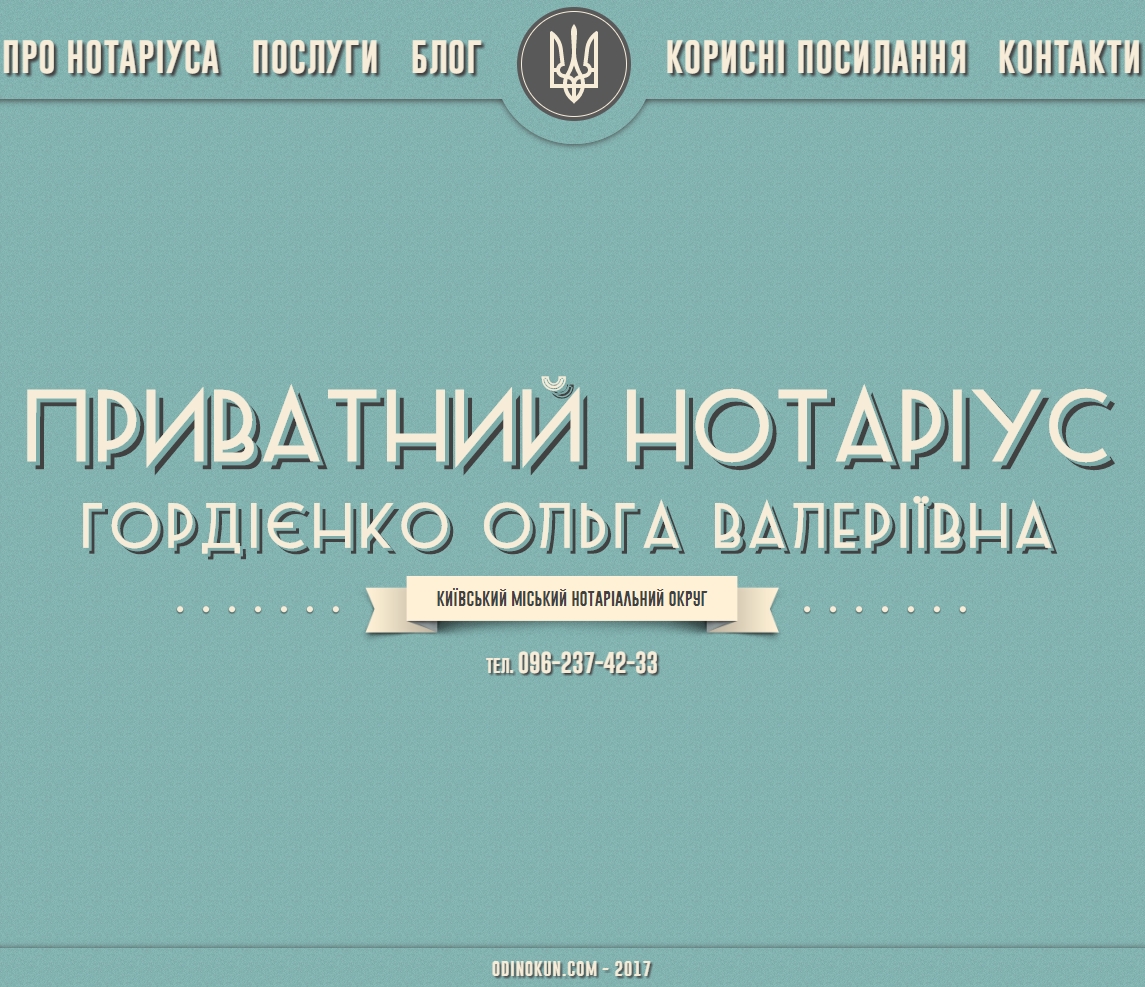 ПРО НОТАРІУСА ПОСЛУГИ БЛОГ КОРИСНІ ПОСИЛАННЯ КОНТАКТИ
ПРИВАТНИЙ НОТАРІУС
ГОРДІЄНКО ОЛЬГА ВАЛЕРІЇВНА
КИЇВСЬКИЙ МІСЬКИЙ НОТАРІАЛЬНИЙ ОКРУГ
ТЕЛ. 096-237-42-33
ODINOKUN.COM - 2017